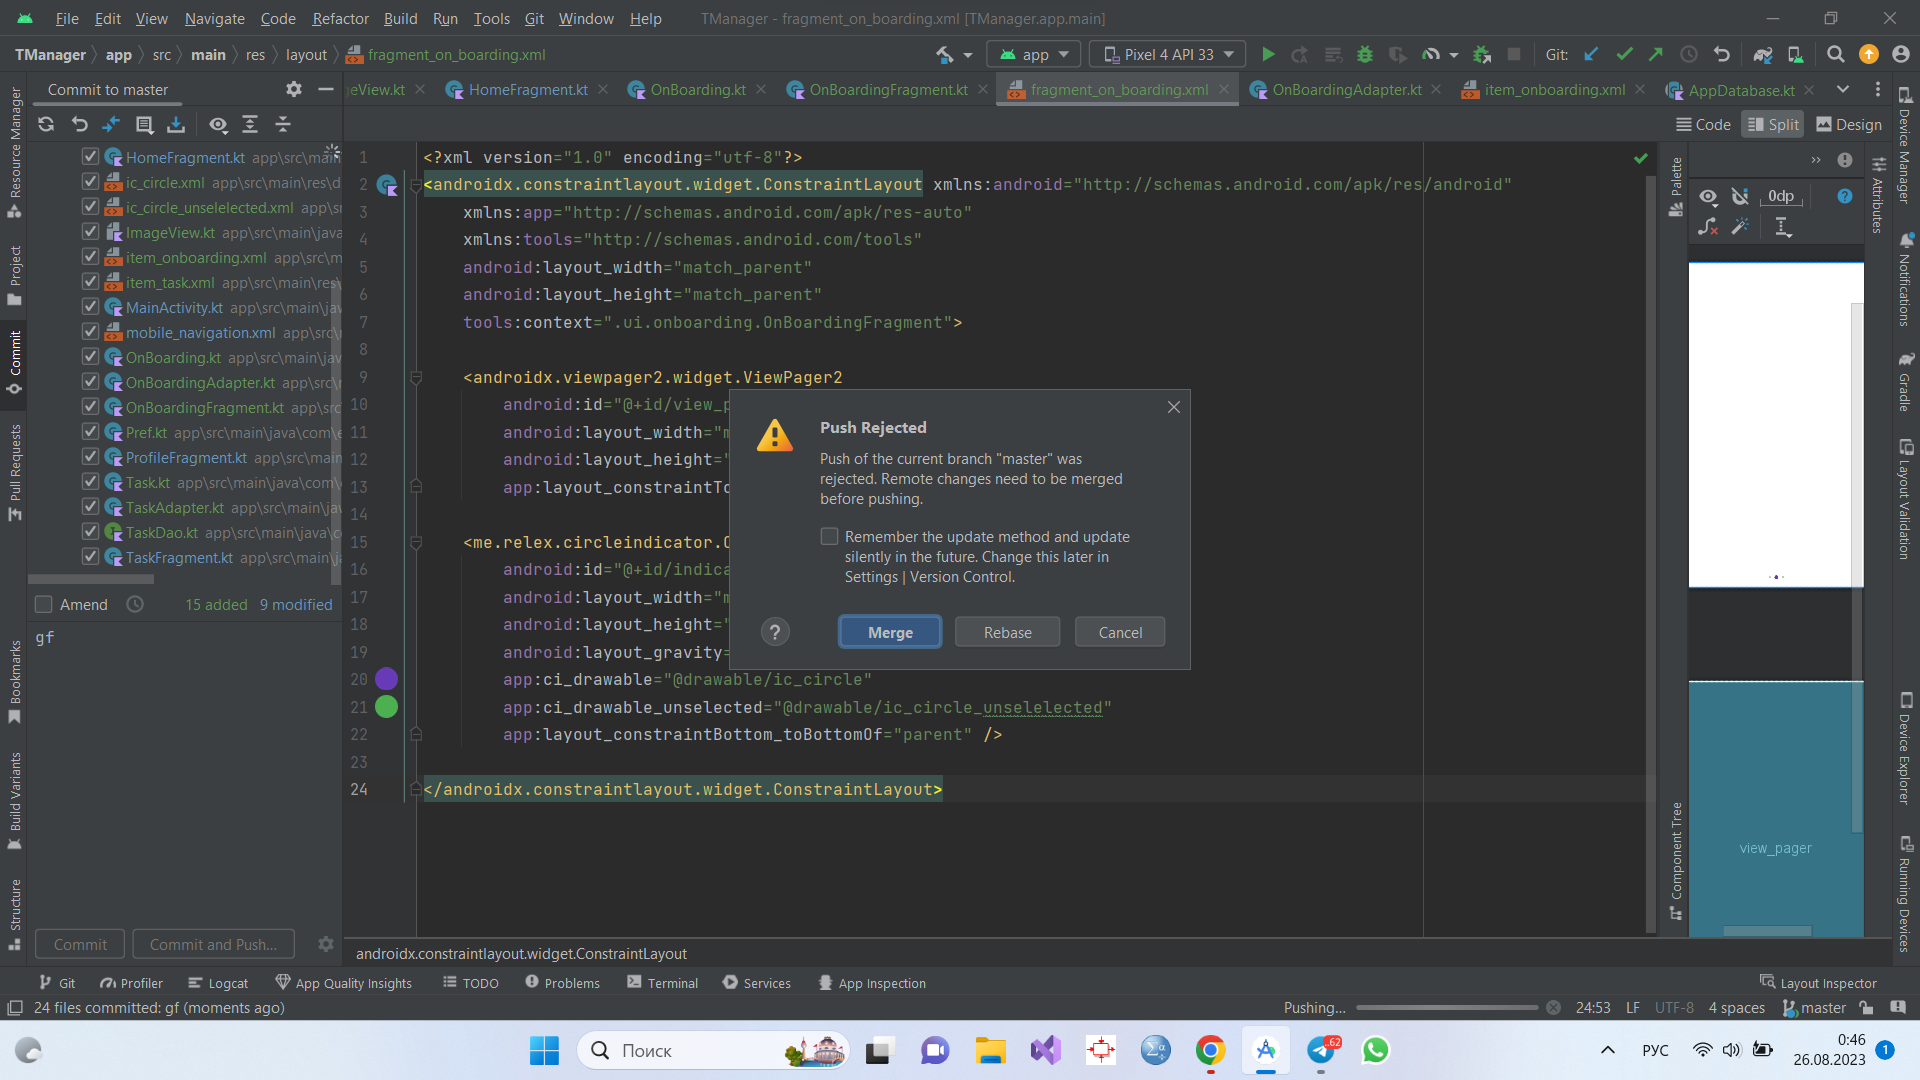 File Edit View Navigate Code Refactor Build Run Tools Git Window Help TManager - fragment_on_boarding.xml [TManager.app.main]
TManager app src main res layout fragment_on_boarding.xml app Pixel 4 API 33 Git:
Commit to master
eView.kt HomeFragment.kt OnBoarding.kt OnBoardingFragment.kt fragment_on_boarding.xml OnBoardingAdapter.kt item_onboarding.xml AppDatabase.kt
Code Split Design
Resource Manager
Project
Commit
Pull Requests
Bookmarks
Build Variants
Structure
HomeFragment.kt app\src\main
ic_circle.xml app\src\main\res\d
ic_circle_unselelected.xml app\s
ImageView.kt app\src\main\java
item_onboarding.xml app\src\m
item_task.xml app\src\main\res\
MainActivity.kt app\src\main\jav
mobile_navigation.xml app\src\
OnBoarding.kt app\src\main\jav
OnBoardingAdapter.kt app\src\
OnBoardingFragment.kt app\src
Pref.kt app\src\main\java\com\e
ProfileFragment.kt app\src\main
Task.kt app\src\main\java\com\
TaskAdapter.kt app\src\main\jav
TaskDao.kt app\src\main\java\c
TaskFragment.kt app\src\main\j
Amend 15 added 9 modified
gf
Commit Commit and Push...
1 <?xml version="1.0" encoding="utf-8"?>
2 <androidx.constraintlayout.widget.ConstraintLayout xmlns:android="http://schemas.android.com/apk/res/android"
3 xmlns:app="http://schemas.android.com/apk/res-auto"
4 xmlns:tools="http://schemas.android.com/tools"
5 android:layout_width="match_parent"
6 android:layout_height="match_parent"
7 tools:context=".ui.onboarding.OnBoardingFragment">
8
9 <androidx.viewpager2.widget.ViewPager2
10 android:id="@+id/view_p
11 android:layout_width="m
12 android:layout_height="
13 app:layout_constraintTo
14
15 <me.relex.circleindicator.C
16 android:id="@+id/indica
17 android:layout_width="m
18 android:layout_height="
19 android:layout_gravity=
20 app:ci_drawable="@drawable/ic_circle"
21 app:ci_drawable_unselected="@drawable/ic_circle_unselelected"
22 app:layout_constraintBottom_toBottomOf="parent" />
23
24 </androidx.constraintlayout.widget.ConstraintLayout>
Push Rejected
Push of the current branch "master" was
rejected. Remote changes need to be merged
before pushing.
Remember the update method and update
silently in the future. Change this later in
Settings | Version Control.
? Merge Rebase Cancel
Palette
Component Tree
0dp
view_pager
Attributes
Device Manager
Notifications
Gradle
Layout Validation
Device Explorer
Running Devices
androidx.constraintlayout.widget.ConstraintLayout
Git Profiler Logcat App Quality Insights TODO Problems Terminal Services App Inspection Layout Inspector
24 files committed: gf (moments ago) Pushing... 24:53 LF UTF-8 4 spaces master
Поиск 62 РУС 0:46
26.08.2023 1